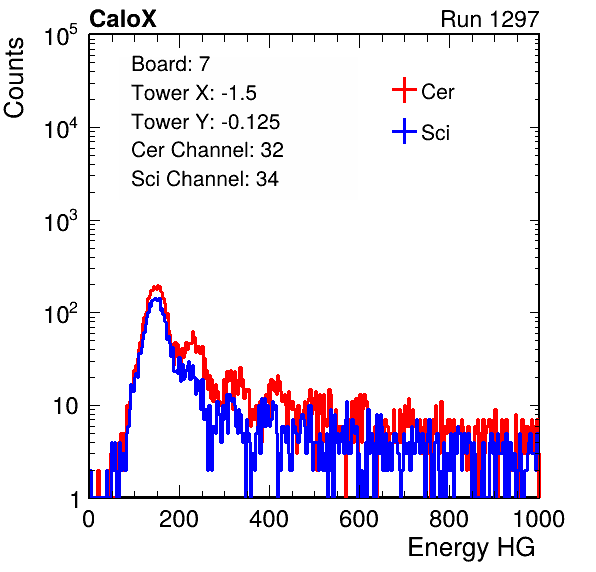 CaloX Run 1297
Counts
Board: 7
Tower X: -1.5
Tower Y: -0.125
Cer Channel: 32
Sci Channel: 34
Cer
Sci
10^5
10^4
10^3
10^2
10
1
0 200 400 600 800 1000
Energy HG